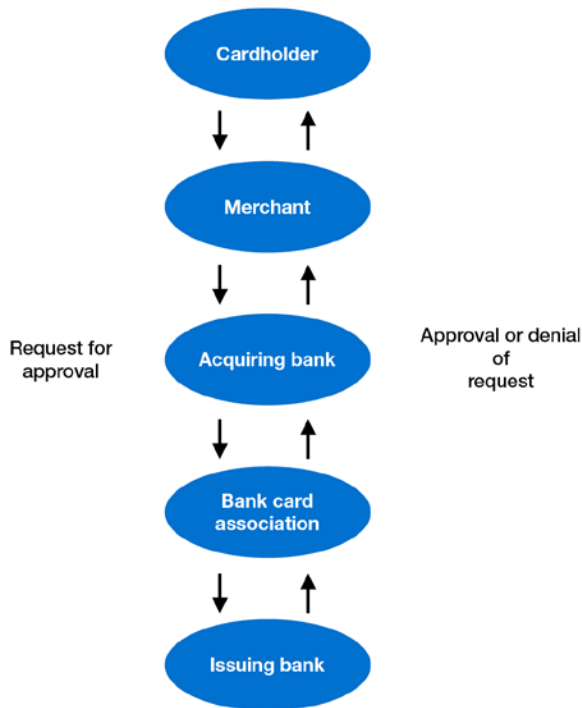 Cardholder
Merchant
Request for
approval
Acquiring bank
Approval or denial
of
request
Bank card
association
Issuing bank